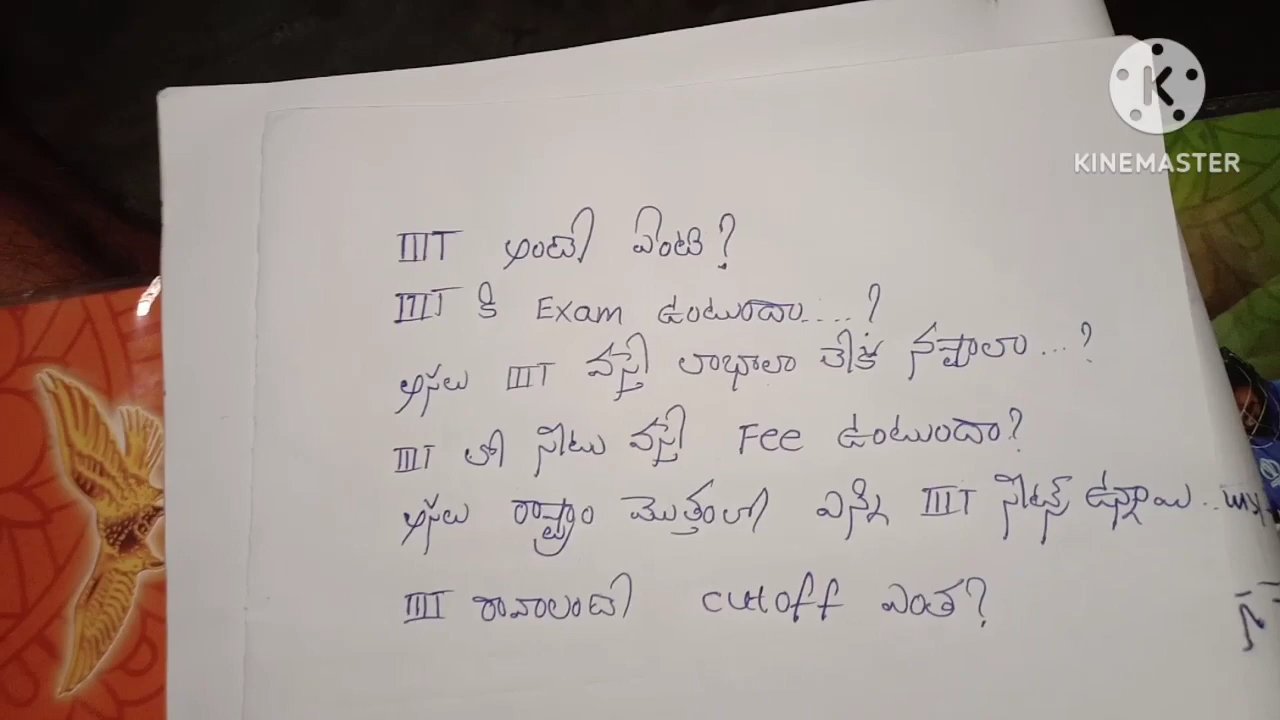 KINEMASTER
IIIT అంటే ఏంటి?
IIIT కి Exam ఉంటుందా....?
అసలు IIIT వస్తే లాభాలా లేక నష్టాలా...?
IIIT లో సీటు వస్తే Fee ఉంటుందా?
అసలు రాష్ట్రం మొత్తంలో ఎన్ని IIIT సీట్స్ ఉన్నాయి..
IIIT రావాలంటే cutoff ఎంత?